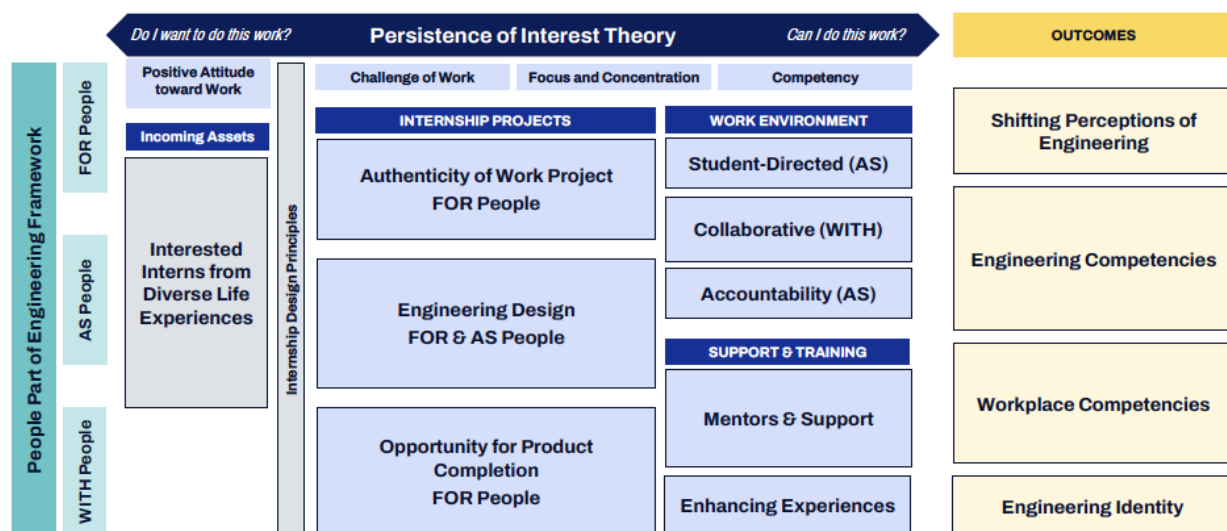 Do I want to do this work?
Persistence of Interest Theory
Can I do this work?
OUTCOMES
People Part of Engineering Framework
FOR People
AS People
WITH People
Positive Attitude
toward Work
Incoming Assets
Interested
Interns from
Diverse Life
Experiences
Internship Design Principles
Challenge of Work
Focus and Concentration
Competency
INTERNSHIP PROJECTS
Authenticity of Work Project
FOR People
Engineering Design
FOR & AS People
Opportunity for Product
Completion
FOR People
WORK ENVIRONMENT
Student-Directed (AS)
Collaborative (WITH)
Accountability (AS)
SUPPORT & TRAINING
Mentors & Support
Enhancing Experiences
Shifting Perceptions of
Engineering
Engineering Competencies
Workplace Competencies
Engineering Identity